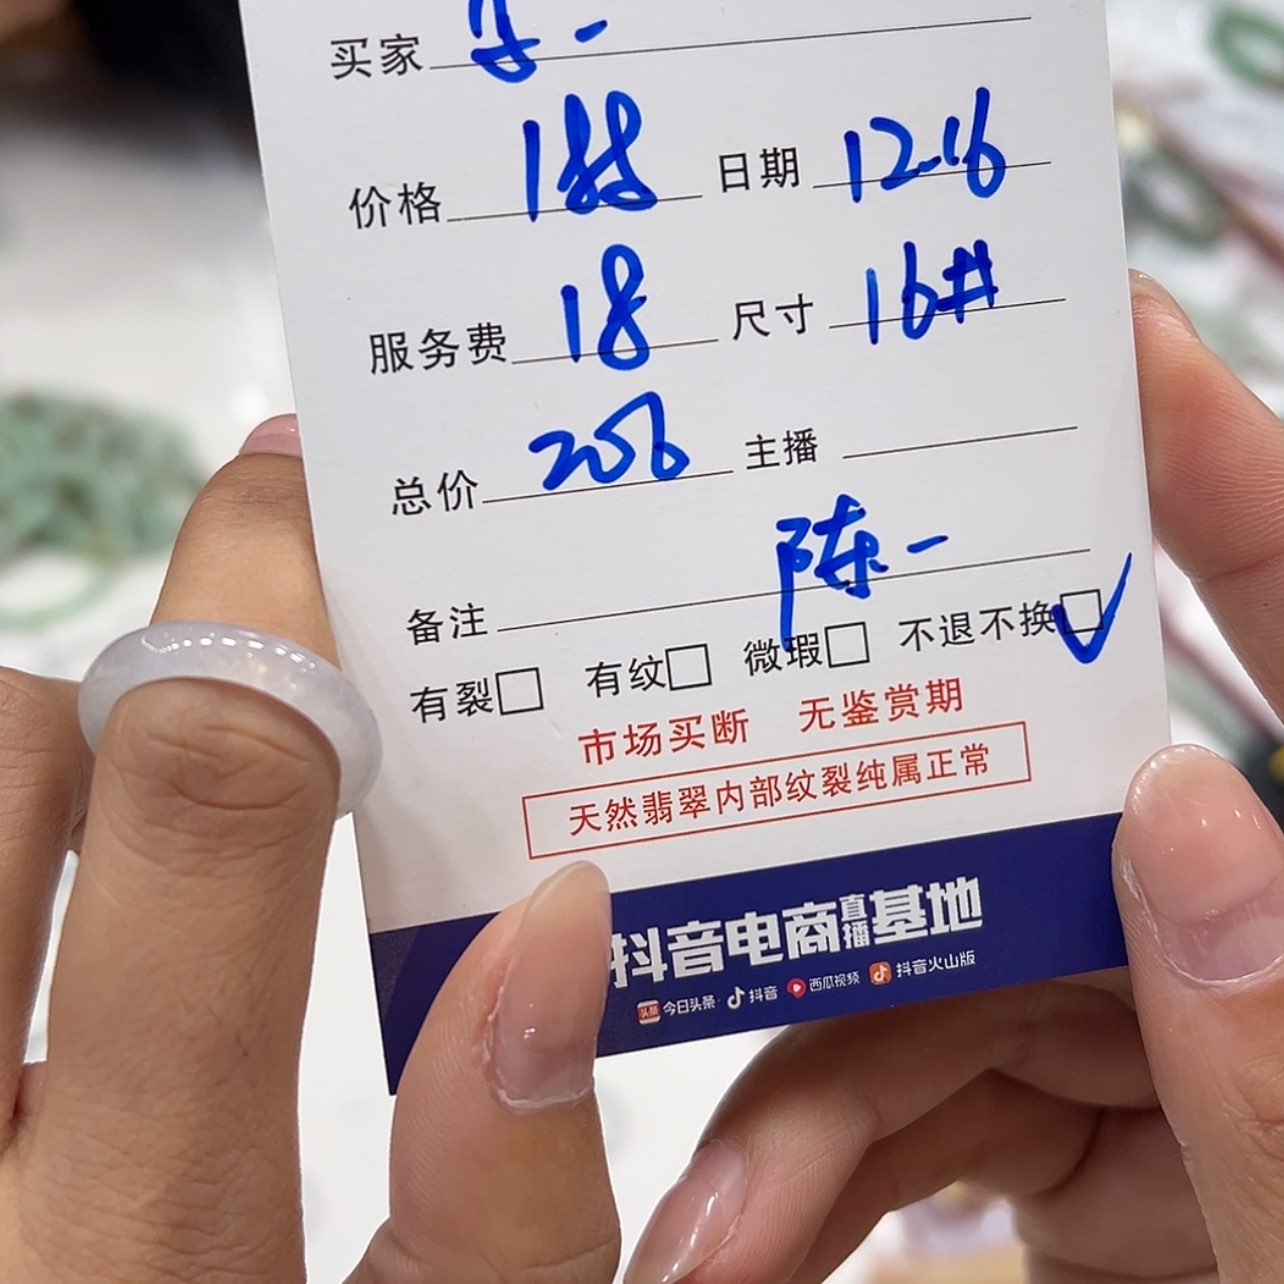 买家
价格 188 日期 12.16
服务费 18 尺寸 16#
总价 206 主播
备注 陈一
有裂 有纹 微瑕 不退不换
市场买断 无鉴赏期
天然翡翠内部纹裂纯属正常
抖音电商直播基地
头条 今日头条 抖音 西瓜视频 抖音火山版